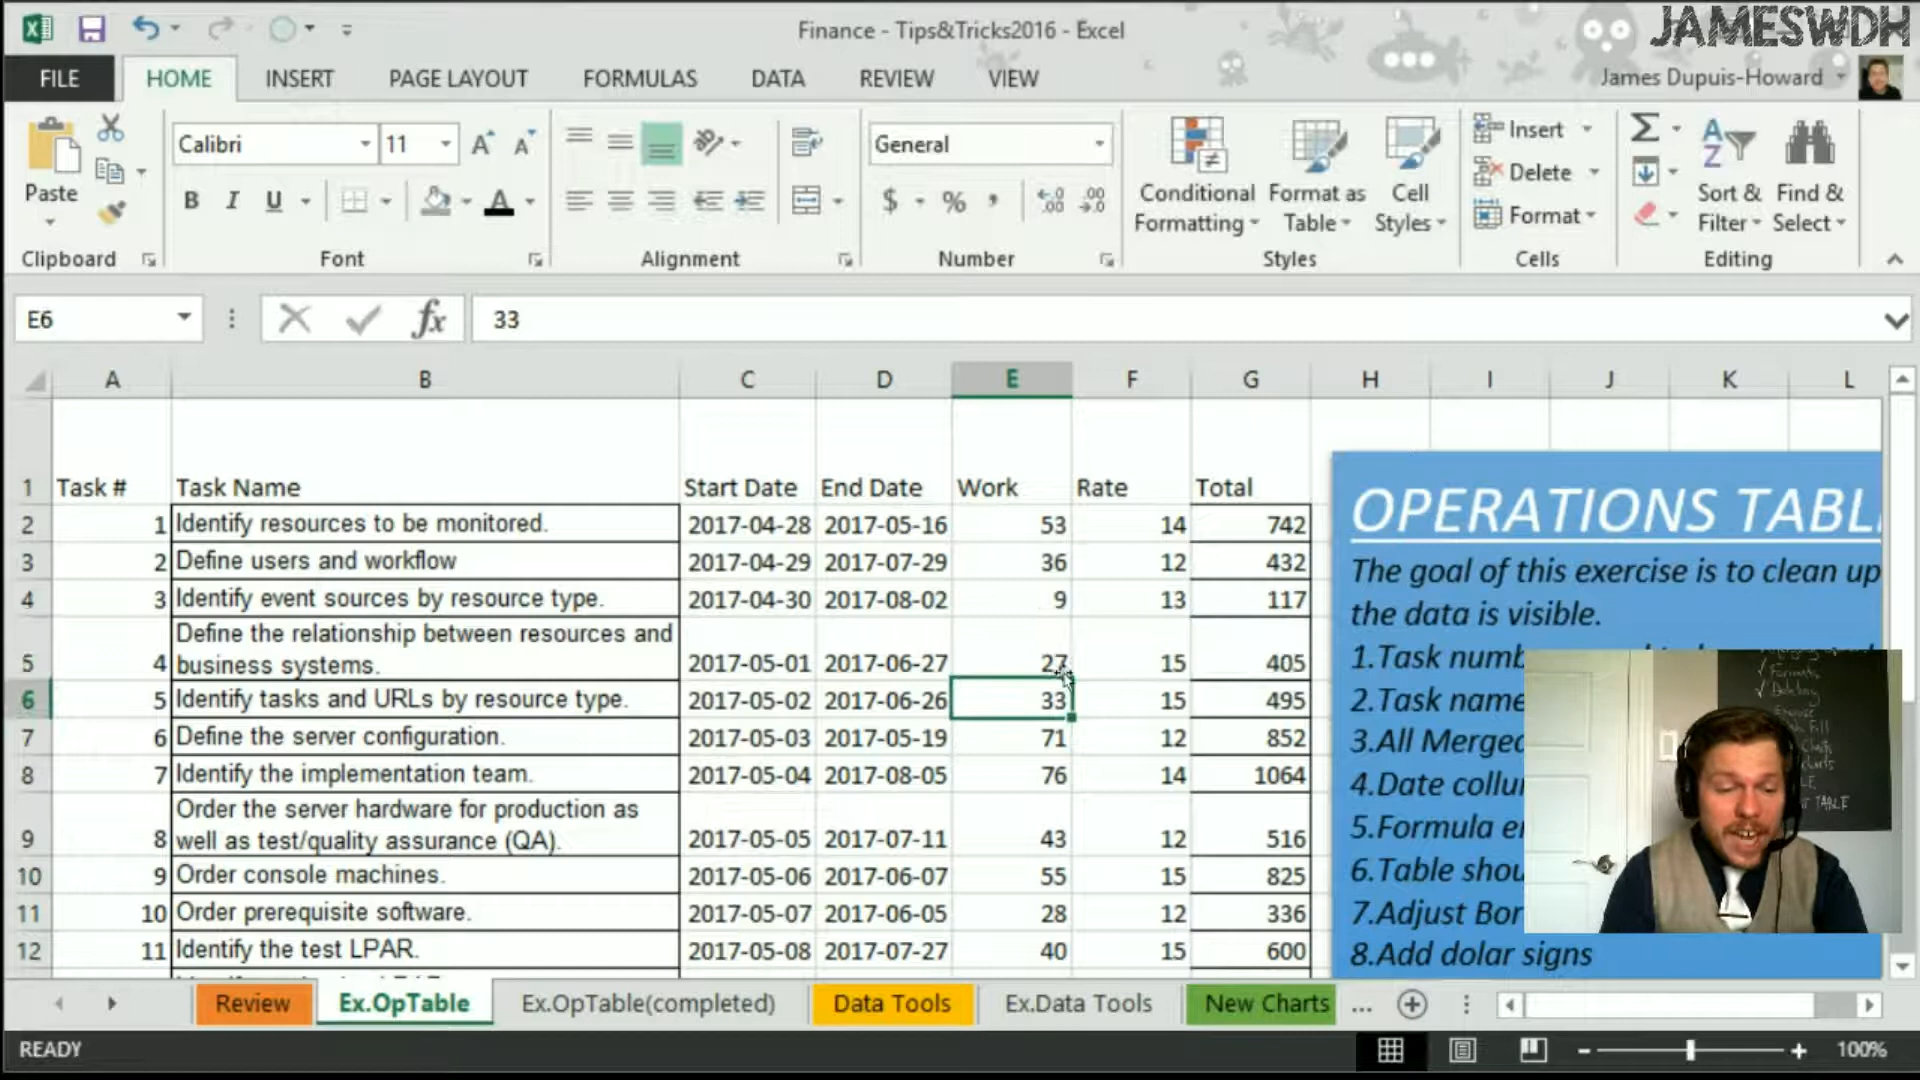 Finance - Tips&Tricks2016 - Excel
JAMESWDH
FILE HOME INSERT PAGE LAYOUT FORMULAS DATA REVIEW VIEW James Dupuis-Howard
Paste
Clipboard
Calibri 11
B I U A
Font
Alignment
General
$ % ,
Number
Conditional Formatting
Format as Table
Cell Styles
Styles
Insert
Delete
Format
Cells
Sort & Filter
Find & Select
Editing
E6 fx 33
A B C D E F G H I J K L
1 Task # Task Name Start Date End Date Work Rate Total
2 1 Identify resources to be monitored. 2017-04-28 2017-05-16 53 14 742
3 2 Define users and workflow 2017-04-29 2017-07-29 36 12 432
4 3 Identify event sources by resource type. 2017-04-30 2017-08-02 9 13 117
Define the relationship between resources and
5 4 business systems. 2017-05-01 2017-06-27 27 15 405
6 5 Identify tasks and URLs by resource type. 2017-05-02 2017-06-26 33 15 495
7 6 Define the server configuration. 2017-05-03 2017-05-19 71 12 852
8 7 Identify the implementation team. 2017-05-04 2017-08-05 76 14 1064
Order the server hardware for production as
9 8 well as test/quality assurance (QA). 2017-05-05 2017-07-11 43 12 516
10 9 Order console machines. 2017-05-06 2017-06-07 55 15 825
11 10 Order prerequisite software. 2017-05-07 2017-06-05 28 12 336
12 11 Identify the test LPAR. 2017-05-08 2017-07-27 40 15 600
OPERATIONS TABL
The goal of this exercise is to clean up
the data is visible.
1.Task numb
2.Task name
3.All Merged
4.Date collu
5.Formula e
6.Table shou
7.Adjust Bor
8.Add dolar signs
Formats
TABLE
Review Ex.OpTable Ex.OpTable(completed) Data Tools Ex.Data Tools New Charts ...
READY 100%